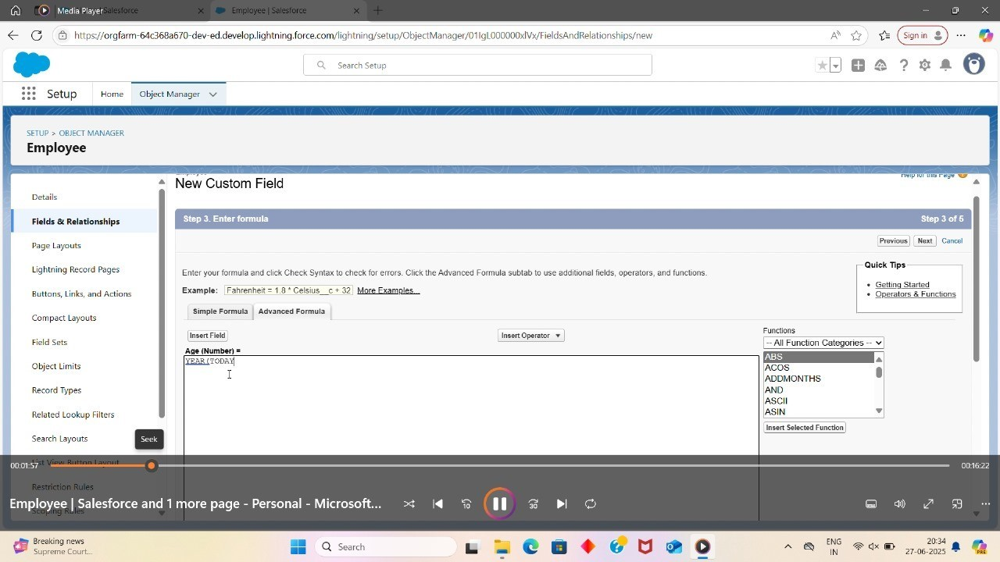 Media Player
Salesforce
Employee | Salesforce
https://orgfarm-64c368a670-dev-ed.develop.lightning.force.com/lightning/setup/ObjectManager/01IgL000000xlVx/FieldsAndRelationships/new
Sign in
Search Setup
Setup
Home
Object Manager
SETUP > OBJECT MANAGER
Employee
Details
Fields & Relationships
Page Layouts
Lightning Record Pages
Buttons, Links, and Actions
Compact Layouts
Field Sets
Object Limits
Record Types
Related Lookup Filters
Search Layouts
List View Button Layout
Restriction Rules
Scoping Rules
Employee
Help for this Page
New Custom Field
Step 3. Enter formula
Step 3 of 5
Previous
Next
Cancel
Enter your formula and click Check Syntax to check for errors. Click the Advanced Formula subtab to use additional fields, operators, and functions.
Example:
Fahrenheit = 1.8 * Celsius__c + 32
More Examples...
Quick Tips
Getting Started
Operators & Functions
Simple Formula
Advanced Formula
Insert Field
Insert Operator
Age (Number) =
YEAR(TODAY
Functions
-- All Function Categories --
ABS
ACOS
ADDMONTHS
AND
ASCII
ASIN
Insert Selected Function
Seek
00:01:57
00:16:22
Employee | Salesforce and 1 more page - Personal - Microsoft...
10
30
Breaking news
Supreme Court...
Search
ENG
IN
20:34
27-06-2025
PRE